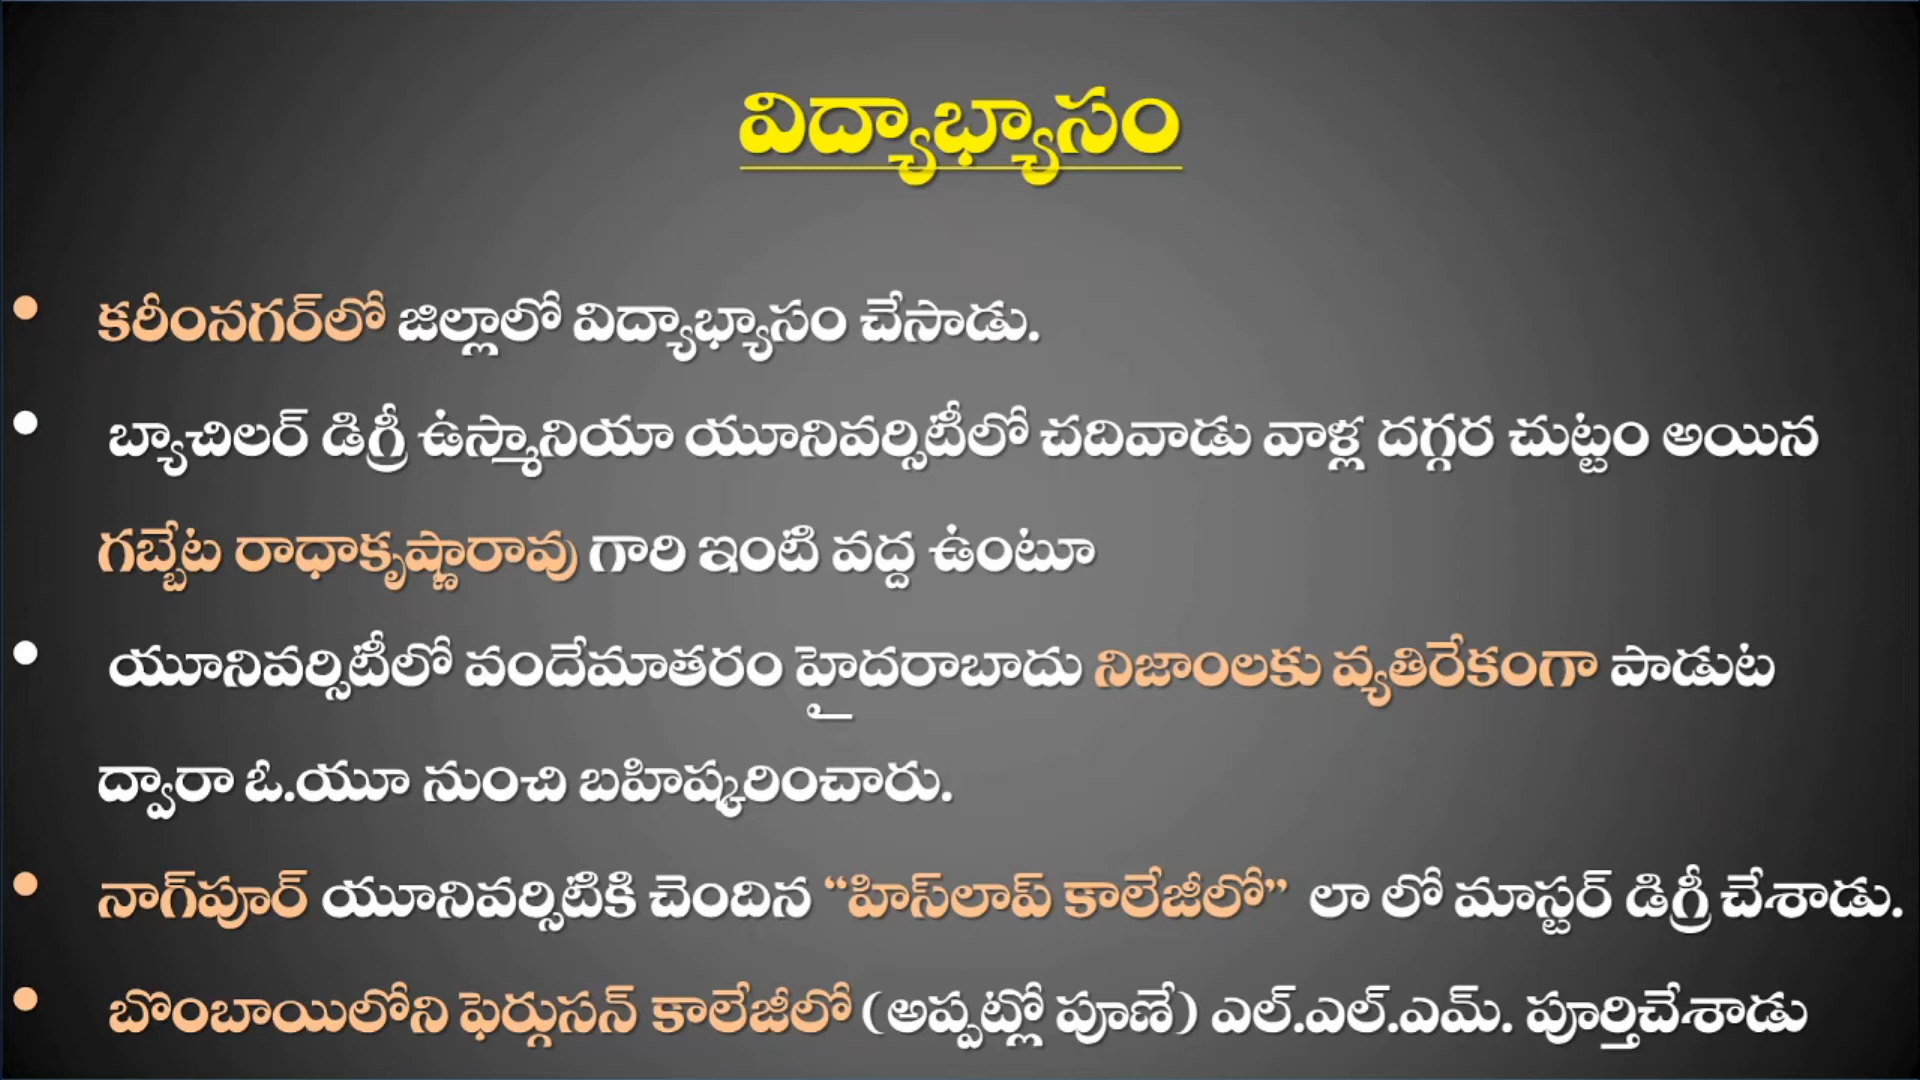 విద్యాభ్యాసం
• కరీంనగర్‌లో జిల్లాలో విద్యాభ్యాసం చేసాడు.
• బ్యాచిలర్ డిగ్రీ ఉస్మానియా యూనివర్సిటీలో చదివాడు వాళ్ల దగ్గర చుట్టం అయిన
గబ్బేట రాధాకృష్ణారావు గారి ఇంటి వద్ద ఉంటూ
• యూనివర్సిటీలో వందేమాతరం హైదరాబాదు నిజాంలకు వ్యతిరేకంగా పాడుట
ద్వారా ఓ.యూ నుంచి బహిష్కరించారు.
• నాగ్‌పూర్ యూనివర్సిటికి చెందిన “హిస్‌లాప్ కాలేజీలో” లా లో మాస్టర్ డిగ్రీ చేశాడు.
• బొంబాయిలోని ఫెర్గుసన్ కాలేజీలో (అప్పట్లో పూణే) ఎల్.ఎల్.ఎమ్. పూర్తిచేశాడు